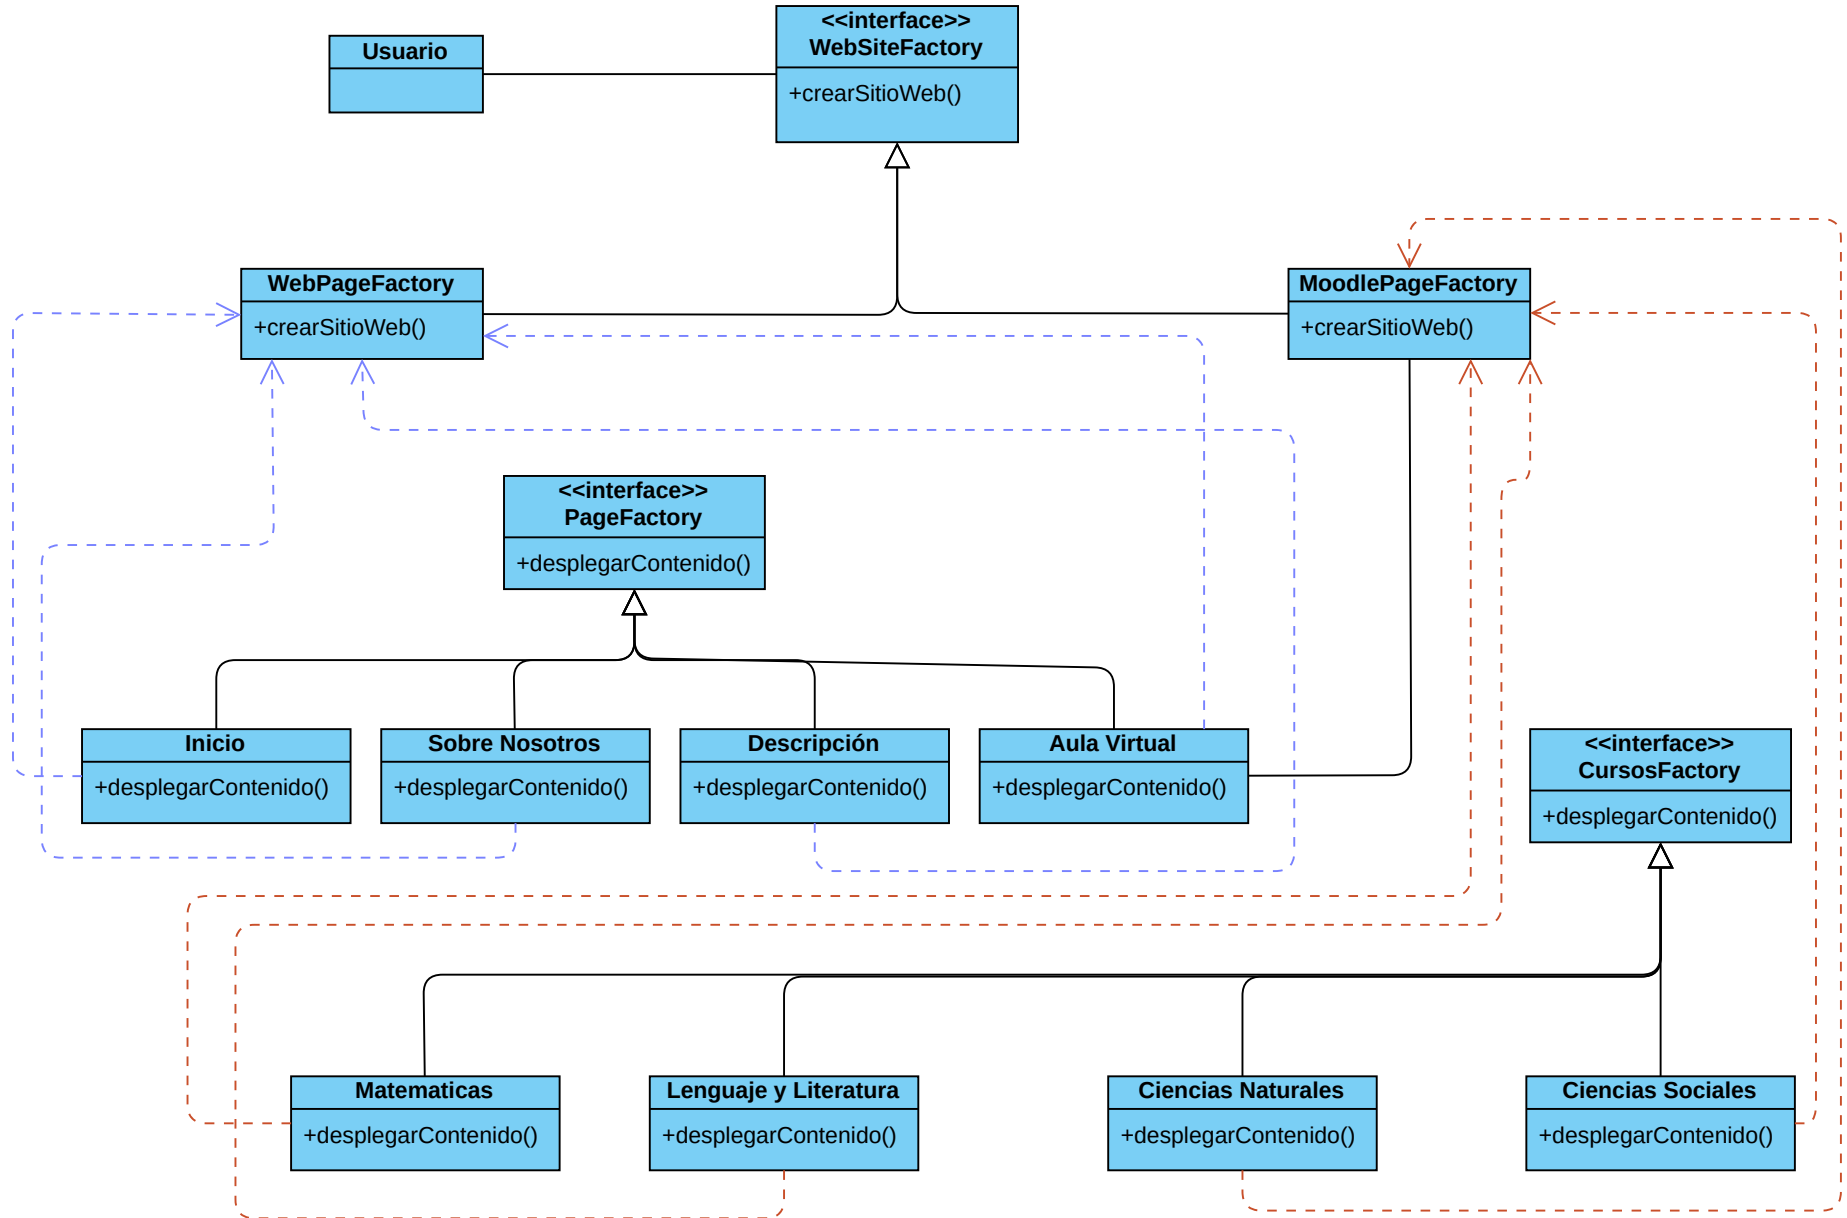 <<interface>>
WebSiteFactory
+crearSitioWeb()
Usuario
WebPageFactory
+crearSitioWeb()
MoodlePageFactory
+crearSitioWeb()
<<interface>>
PageFactory
+desplegarContenido()
Inicio
+desplegarContenido()
Sobre Nosotros
+desplegarContenido()
Descripción
+desplegarContenido()
Aula Virtual
+desplegarContenido()
<<interface>>
CursosFactory
+desplegarContenido()
Matematicas
+desplegarContenido()
Lenguaje y Literatura
+desplegarContenido()
Ciencias Naturales
+desplegarContenido()
Ciencias Sociales
+desplegarContenido()